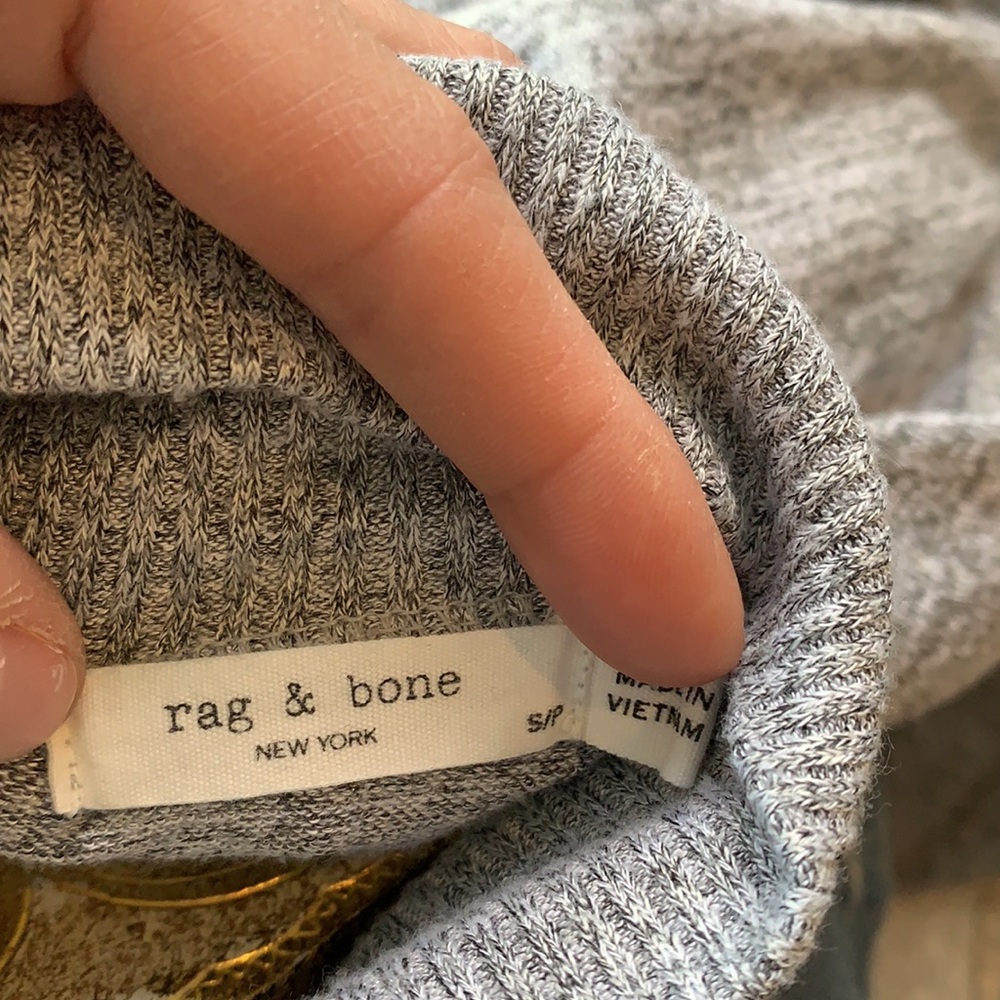 rag & bone
NEW YORK
S/P
MADE IN
VIETNAM